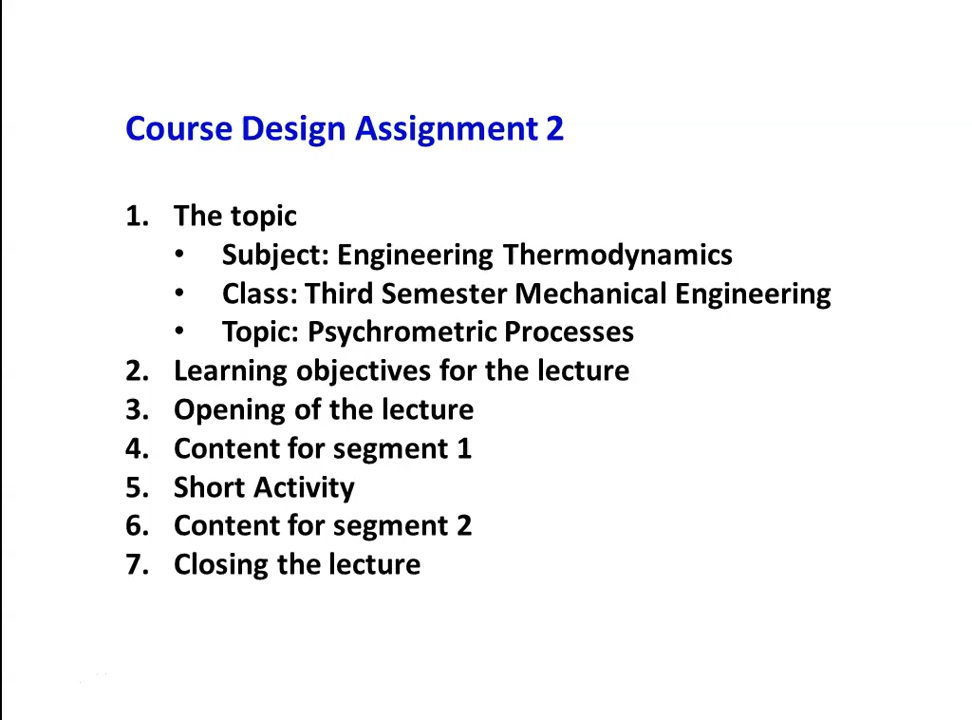 Course Design Assignment 2
1. The topic
• Subject: Engineering Thermodynamics
• Class: Third Semester Mechanical Engineering
• Topic: Psychrometric Processes
2. Learning objectives for the lecture
3. Opening of the lecture
4. Content for segment 1
5. Short Activity
6. Content for segment 2
7. Closing the lecture